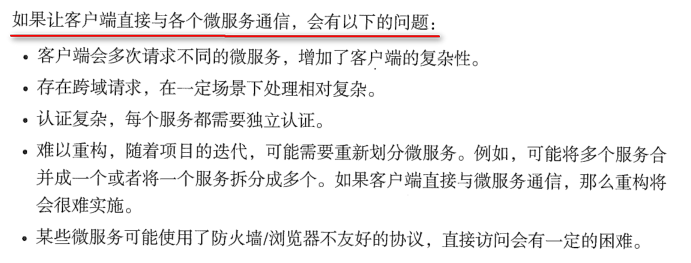 如果让客户端直接与各个微服务通信，会有以下的问题：
• 客户端会多次请求不同的微服务，增加了客户端的复杂性。
• 存在跨域请求，在一定场景下处理相对复杂。
• 认证复杂，每个服务都需要独立认证。
• 难以重构，随着项目的迭代，可能需要重新划分微服务。例如，可能将多个服务合
并成一个或者将一个服务拆分成多个。如果客户端直接与微服务通信，那么重构将
会很难实施。
• 某些微服务可能使用了防火墙/浏览器不友好的协议，直接访问会有一定的困难。